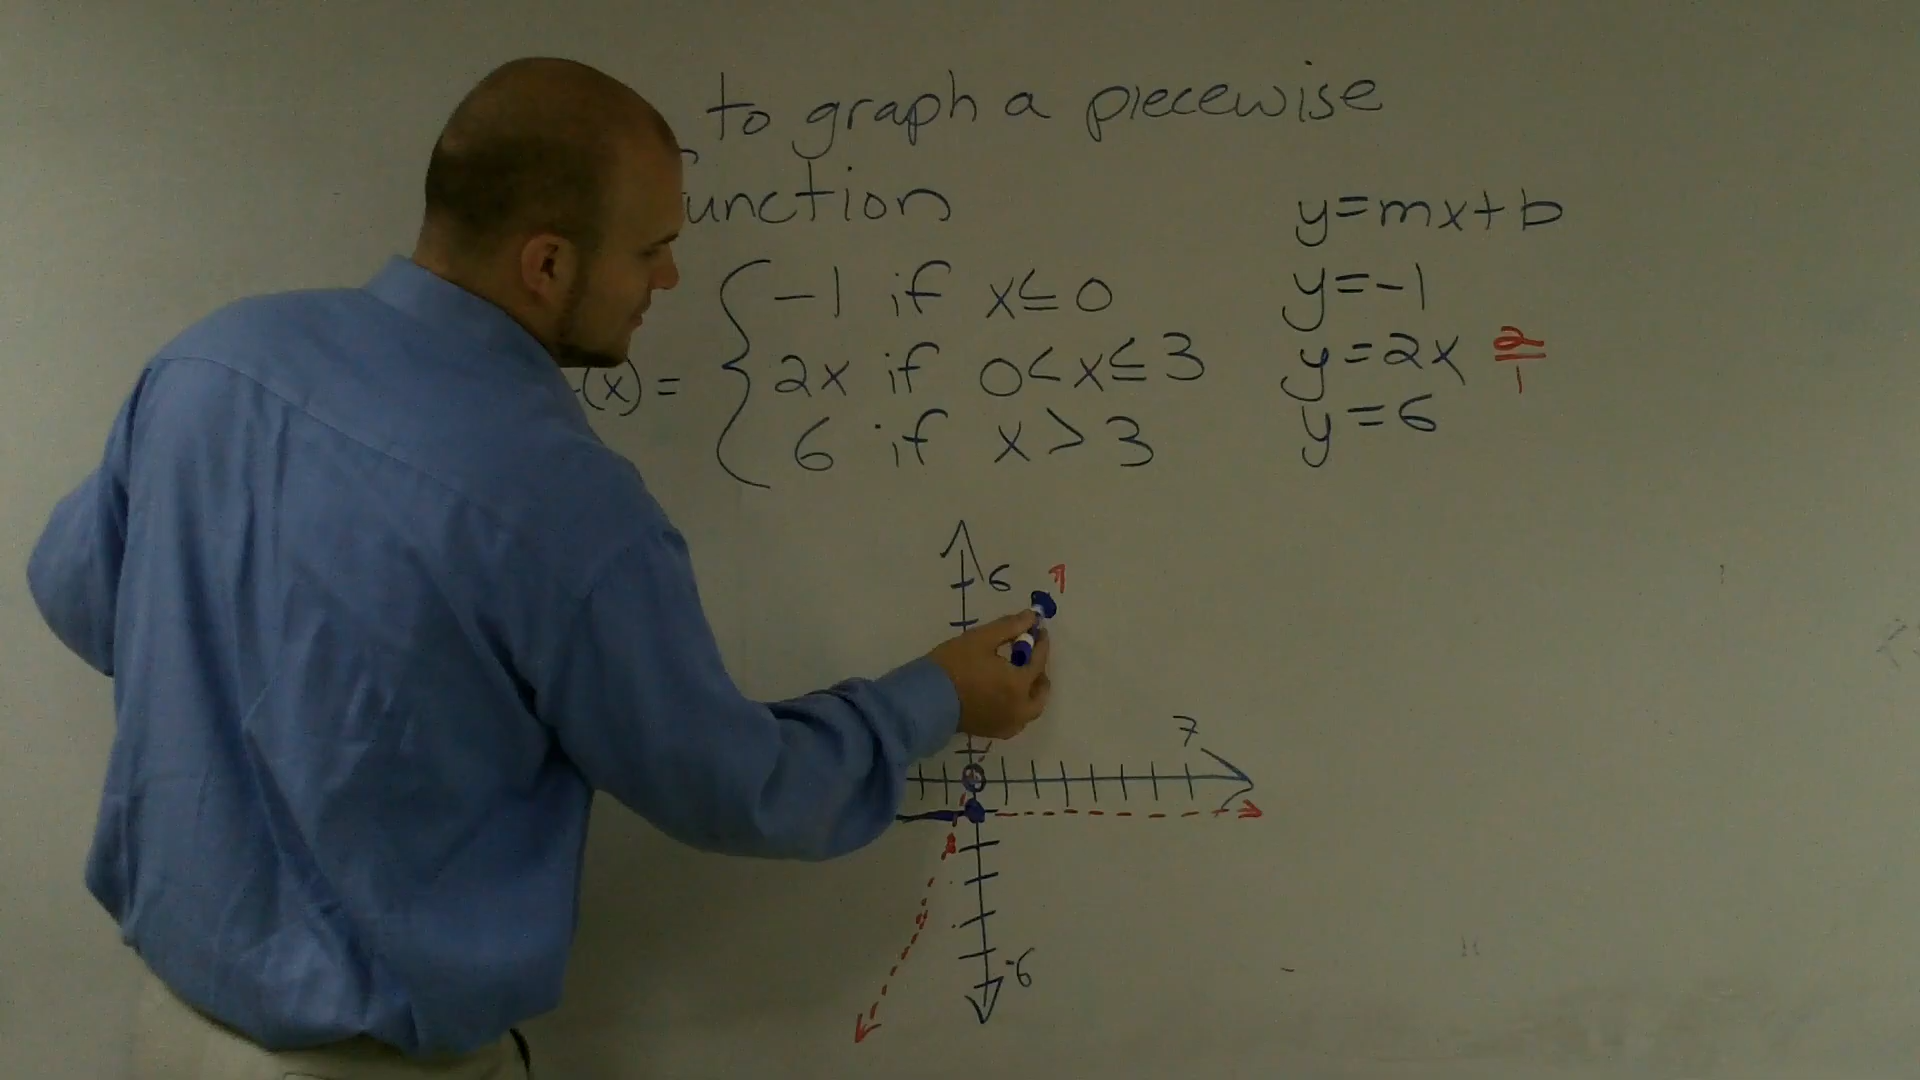 to graph a piecewise
unction
y=mx+b
-1 if x≤0
y=-1
2x if 0<x≤3
y=2x 2/1
(x) =
6 if x>3
y=6
6
7
-6